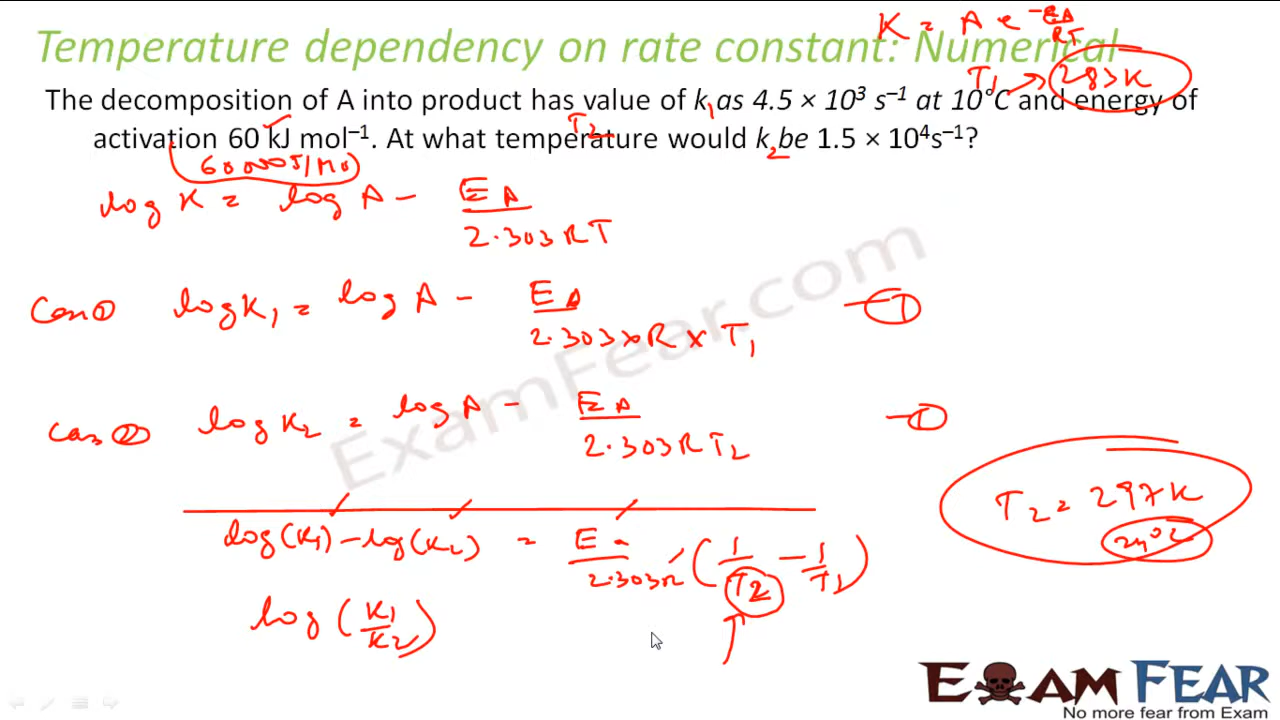 K = A e^(-EA/RT)
Temperature dependency on rate constant: Numerical
T₁ → 283K
The decomposition of A into product has value of k₁ as 4.5 × 10³ s⁻¹ at 10°C and energy of
T₂
activation 60 kJ mol⁻¹. At what temperature would k₂ be 1.5 × 10⁴s⁻¹?
60000J/mol
log K = log A - EA / 2.303RT
Case ① log K₁ = log A - EA / 2.303 x R x T₁ — ①
Case ② log K₂ = log A - EA / 2.303RT₂ — ①
T₂ = 297K
24°C
log(K₁) - log(K₂) = E / 2.303R (1/T₂ - 1/T₁)
log (K₁/K₂)
ExamFear.com
EXAM FEAR
No more fear from Exam